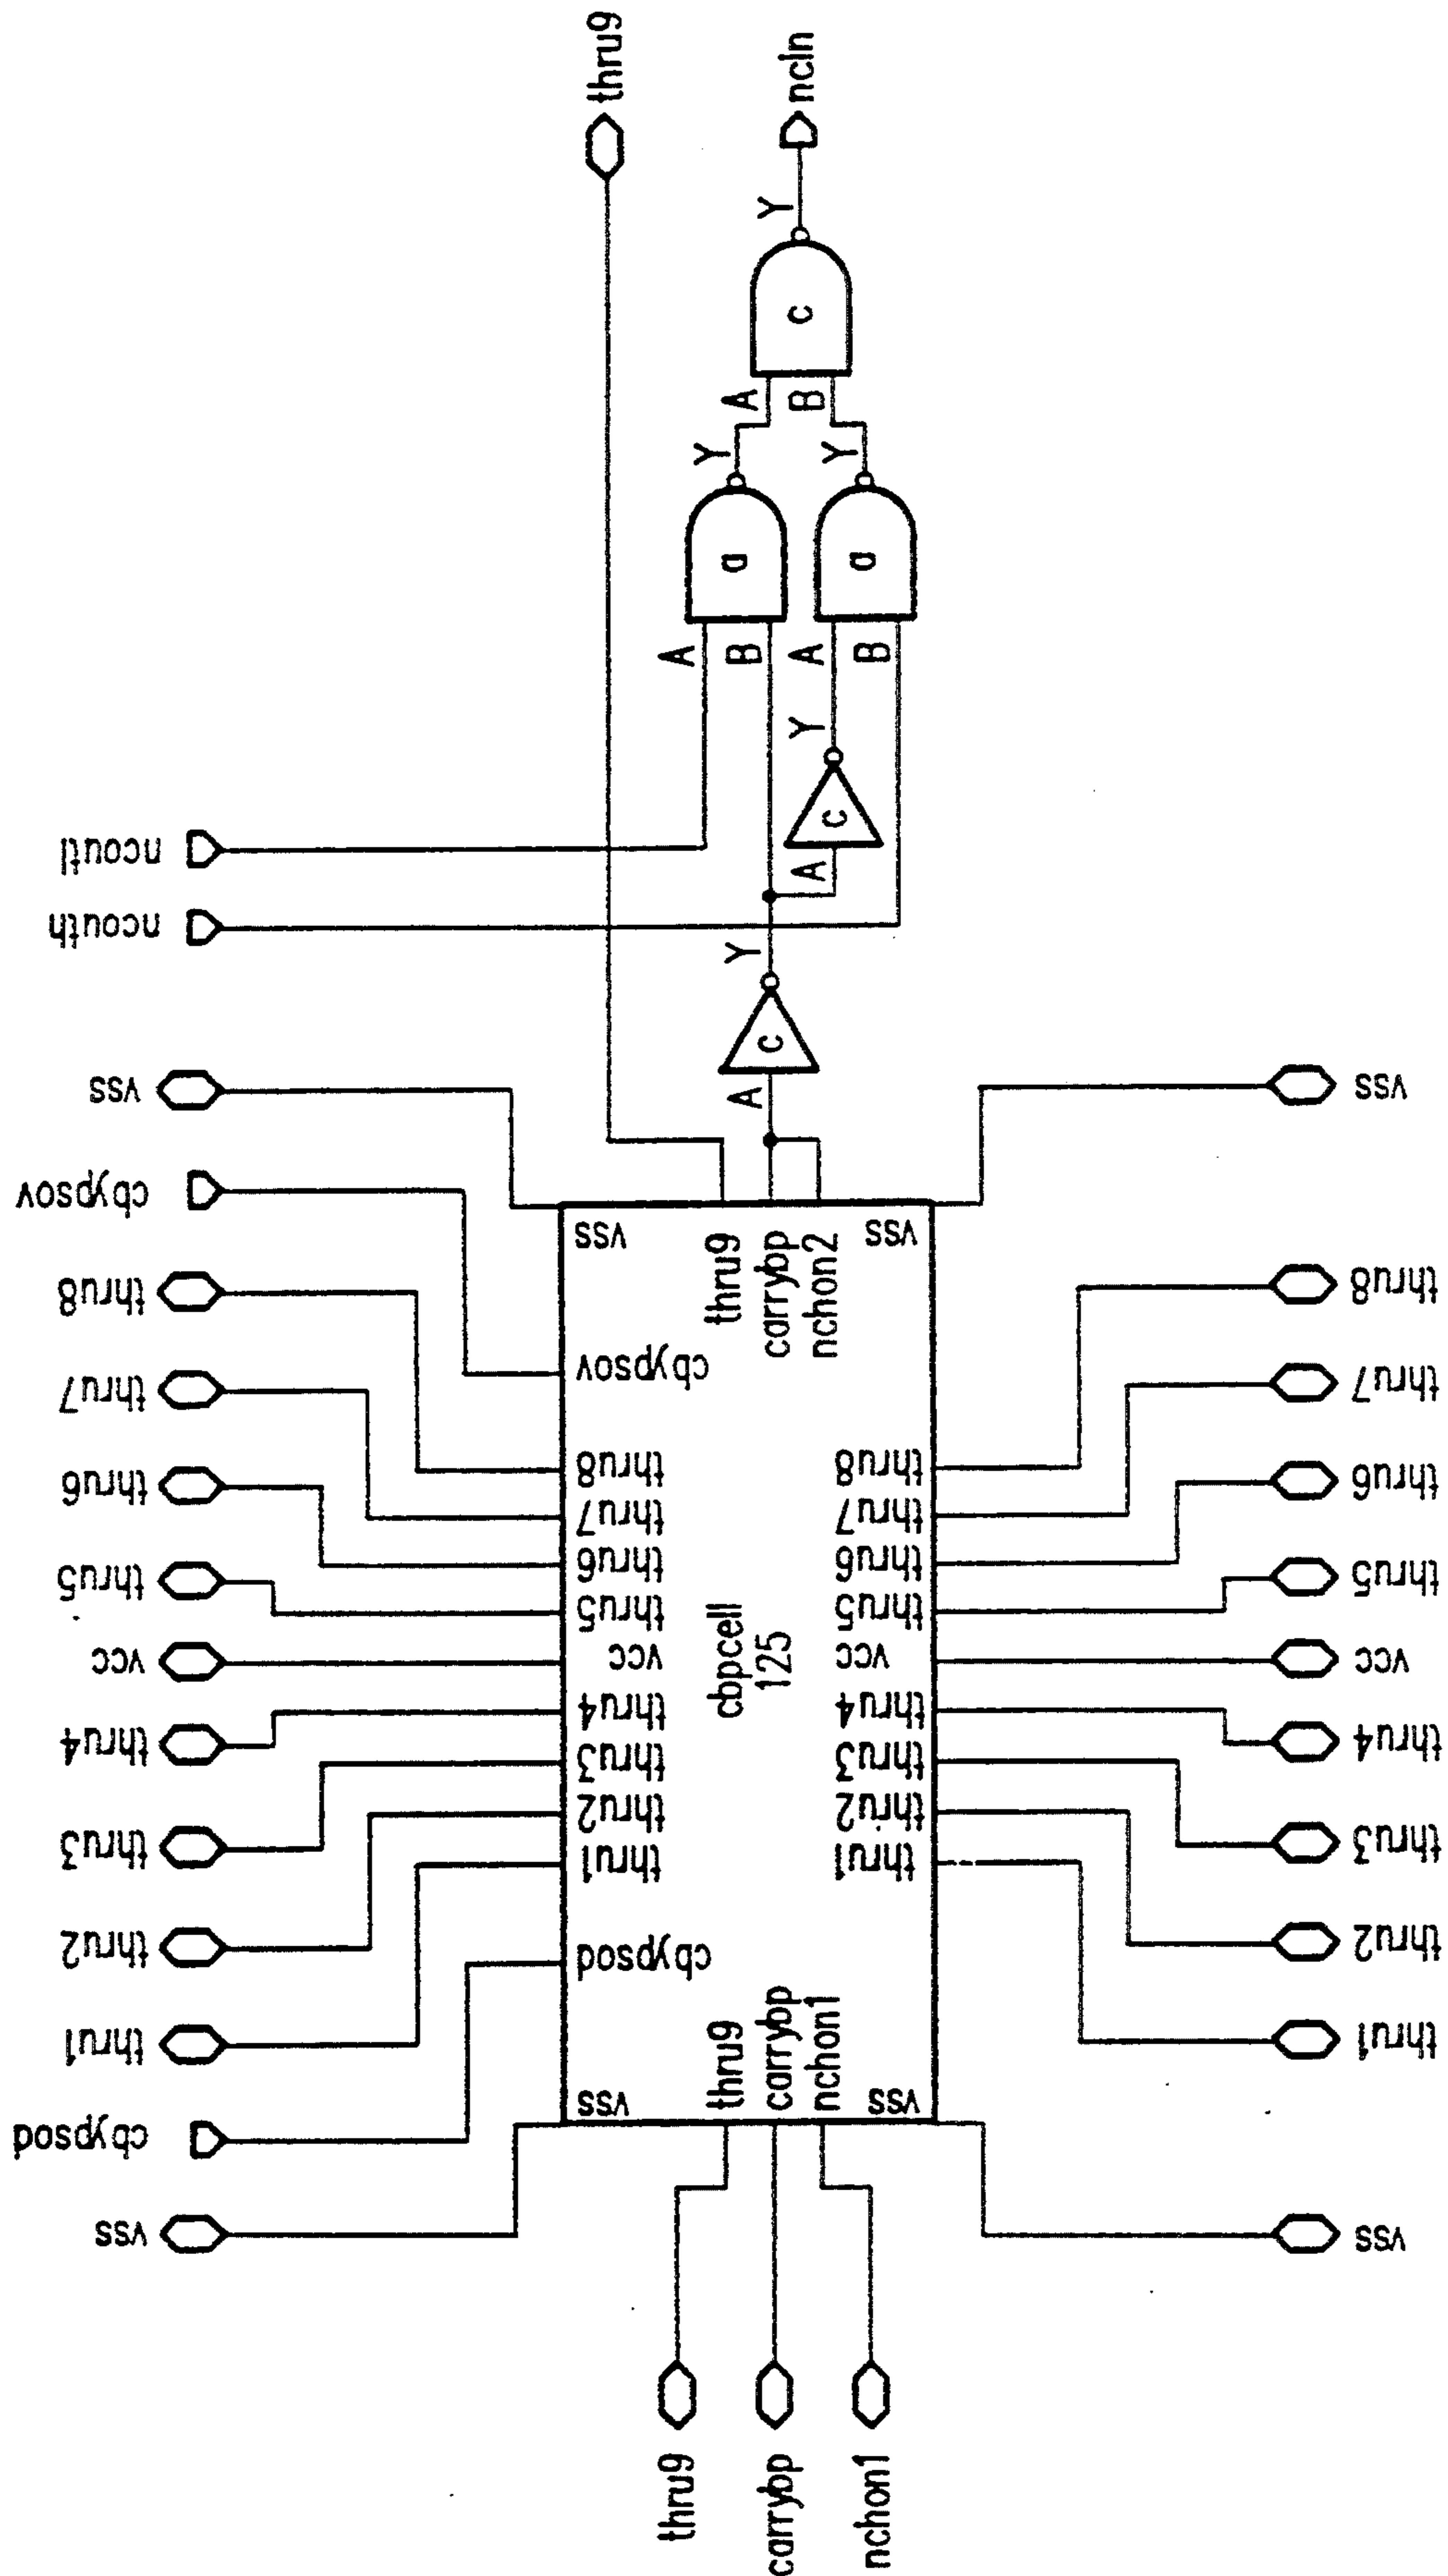 thru9
ncin
Y
c
A
B
Y
Y
a
a
A
B
A
B
Y
c
A
ncoutl
ncouth
Y
c
A
vss
vss
cbypsov
thru8
thru7
thru6
thru5
vcc
thru4
thru3
thru2
thru1
cbypsod
vss
vss
thru9
carrybp
nchon2
vss
cbypsov
thru8
thru7
thru6
thru5
vcc
thru4
thru3
thru2
thru1
cbypsod
cbpcell
125
thru8
thru7
thru6
thru5
vcc
thru4
thru3
thru2
thru1
vss
thru9
carrybp
nchon1
vss
thru8
thru7
thru6
thru5
vcc
thru4
thru3
thru2
thru1
vss
thru9
carrybp
nchon1